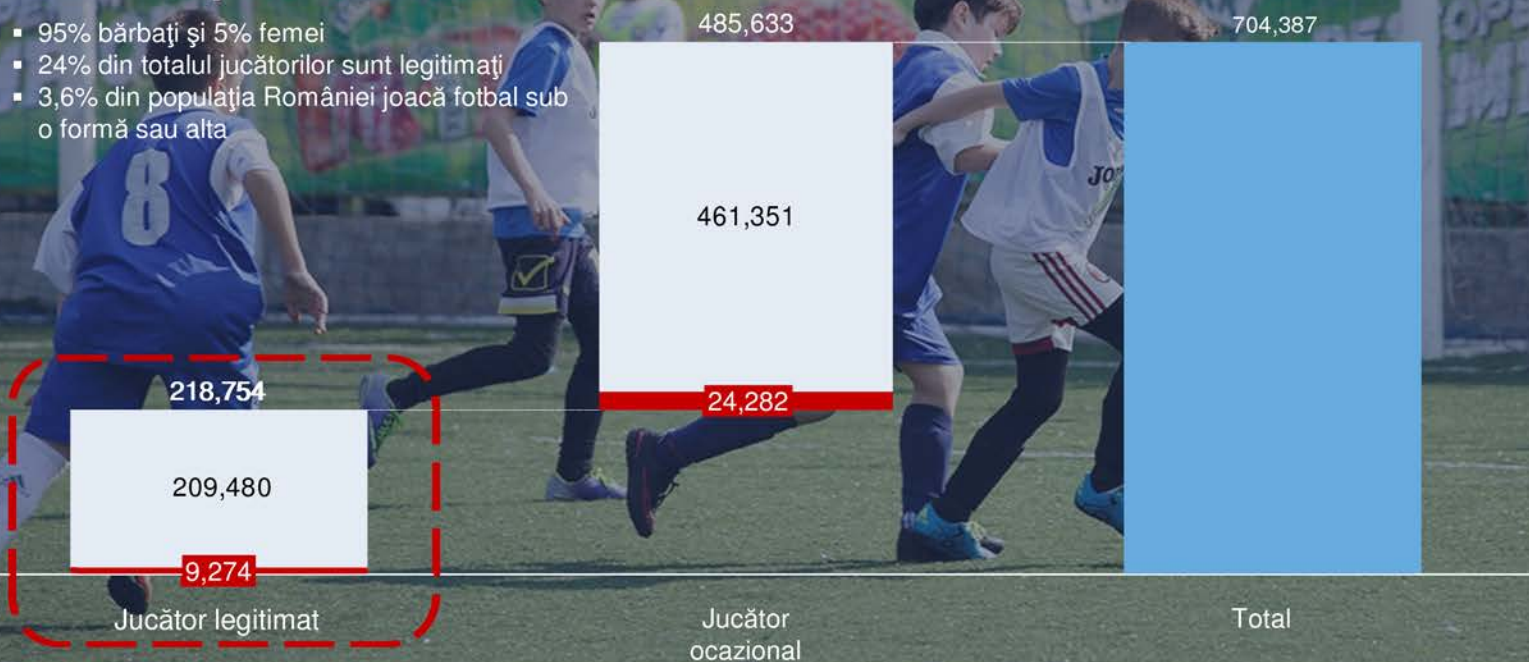 ▪ 95% bărbaţi şi 5% femei
▪ 24% din totalul jucătorilor sunt legitimaţi
▪ 3,6% din populaţia României joacă fotbal sub
o formă sau alta
485,633
704,387
461,351
24,282
218,754
209,480
9,274
8
Jucător legitimat
Jucător
ocazional
Total